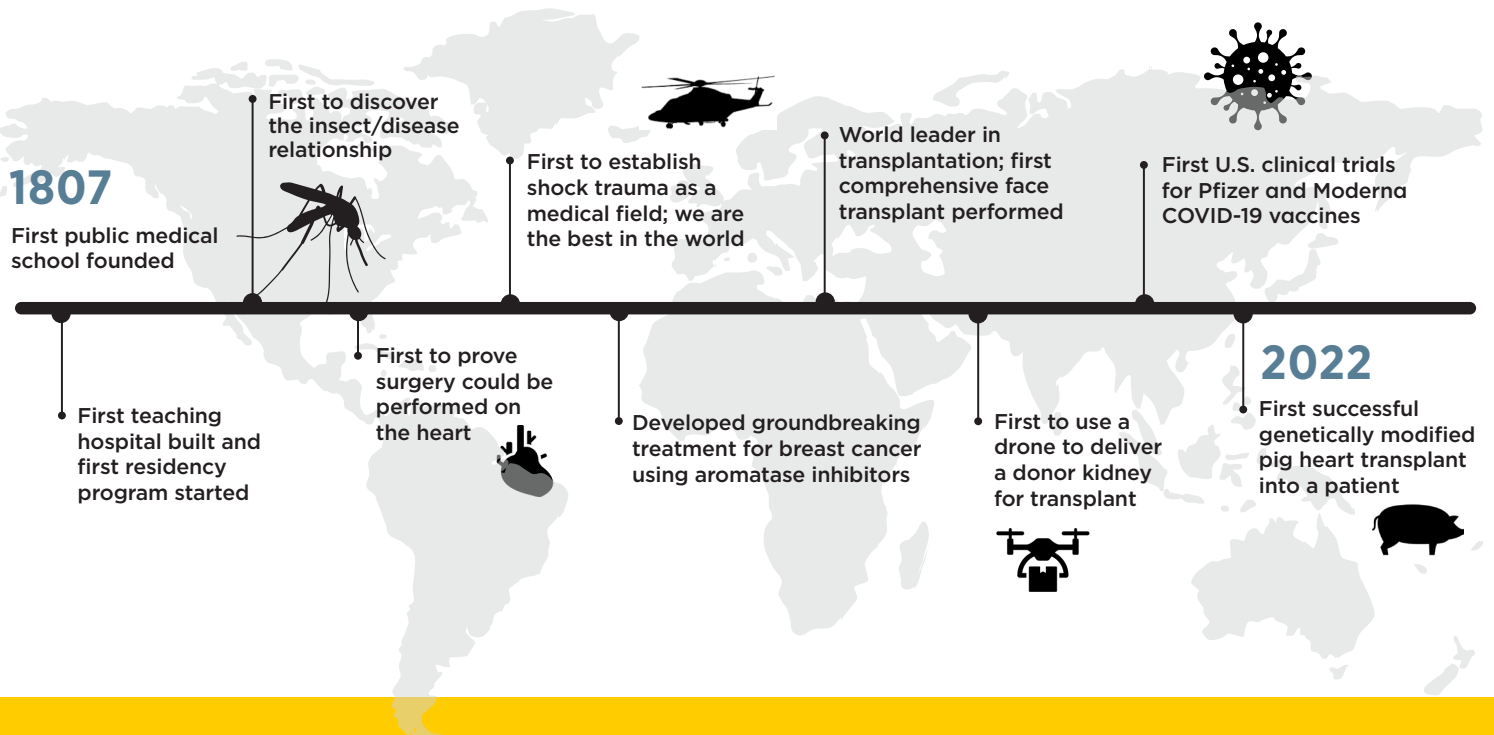 1807
First public medical
school founded
First teaching
hospital built and
first residency
program started
First to discover
the insect/disease
relationship
First to prove
surgery could be
performed on
the heart
First to establish
shock trauma as a
medical field; we are
the best in the world
Developed groundbreaking
treatment for breast cancer
using aromatase inhibitors
World leader in
transplantation; first
comprehensive face
transplant performed
First to use a
drone to deliver
a donor kidney
for transplant
First U.S. clinical trials
for Pfizer and Moderna
COVID-19 vaccines
2022
First successful
genetically modified
pig heart transplant
into a patient